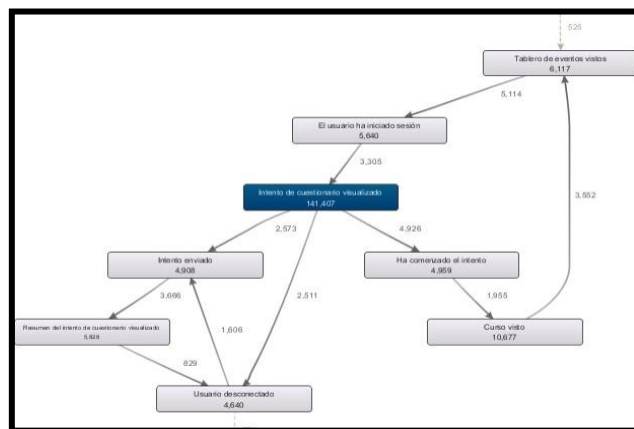 525
Tablero de eventos vistos
6,117
5,114
El usuario ha iniciado sesión
5,640
3,305
3,552
Intento de cuestionario visualizado
141,407
2,573
4,926
Intento enviado
4,908
Ha comenzado el intento
4,959
3,666
2,511
1,955
Resumen del intento de cuestionario visualizado
5,828
1,606
Curso visto
10,677
829
Usuario desconectado
4,640